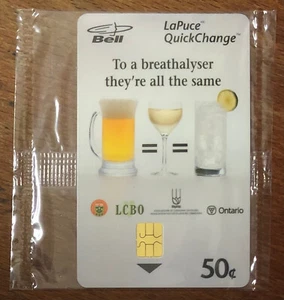 Bell
LaPuce™
QuickChange™
To a breathalyser
they're all the same
= =
LCBO
Ontario
50¢